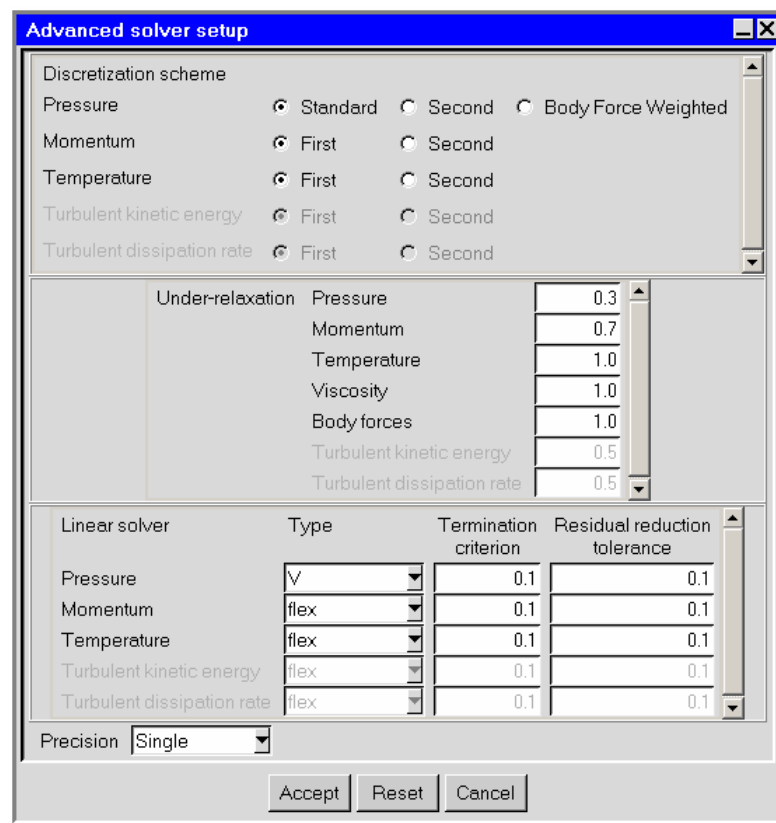 Advanced solver setup
Discretization scheme
Pressure Standard Second Body Force Weighted
Momentum First Second
Temperature First Second
Turbulent kinetic energy First Second
Turbulent dissipation rate First Second
Under-relaxation Pressure 0.3
Momentum 0.7
Temperature 1.0
Viscosity 1.0
Body forces 1.0
Turbulent kinetic energy 0.5
Turbulent dissipation rate 0.5
Linear solver Type Termination Residual reduction
criterion tolerance
Pressure V 0.1 0.1
Momentum flex 0.1 0.1
Temperature flex 0.1 0.1
Turbulent kinetic energy flex 0.1 0.1
Turbulent dissipation rate flex 0.1 0.1
Precision Single
Accept Reset Cancel